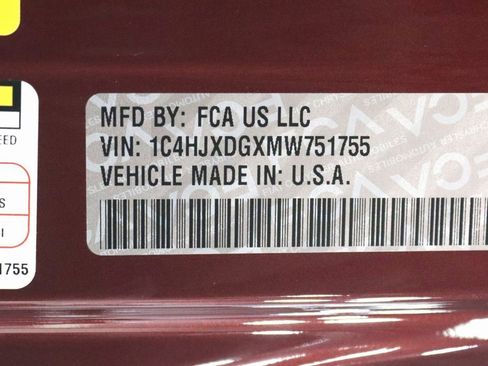 MFD BY: FCA US LLC
VIN: 1C4HJXDGXMW751755
VEHICLE MADE IN: U.S.A.
EED
S
I
1755